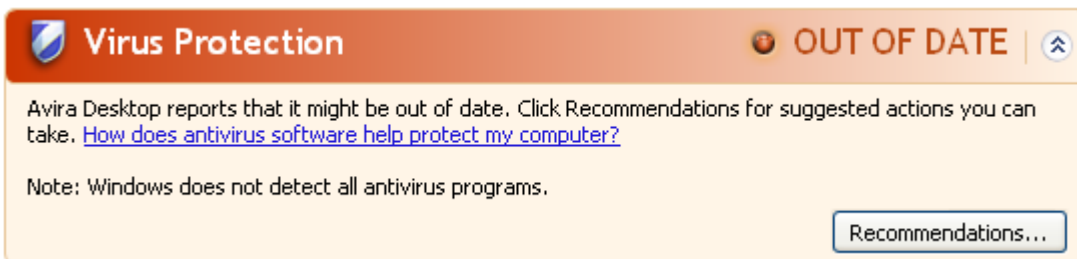 Virus Protection OUT OF DATE
Avira Desktop reports that it might be out of date. Click Recommendations for suggested actions you can
take. How does antivirus software help protect my computer?
Note: Windows does not detect all antivirus programs.
Recommendations...